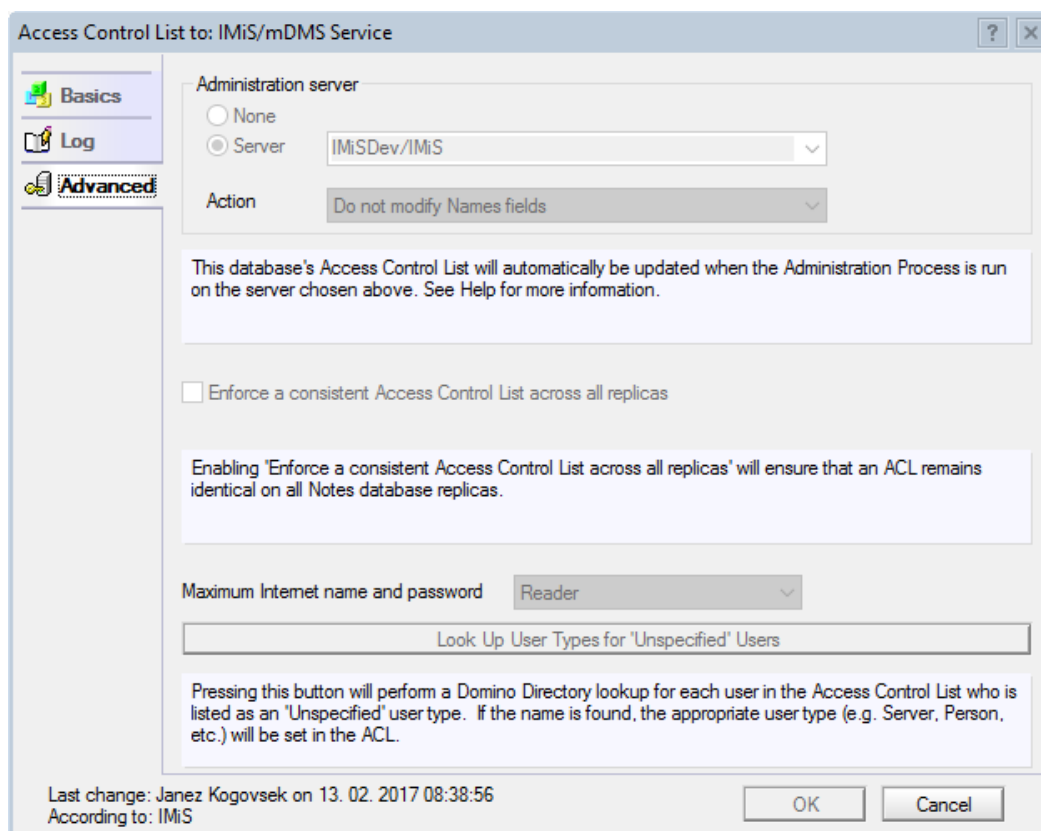 Access Control List to: IMiS/mDMS Service
Basics
Log
Advanced
Administration server
None
Server
IMiSDev/IMiS
Action
Do not modify Names fields
This database's Access Control List will automatically be updated when the Administration Process is run
on the server chosen above. See Help for more information.
Enforce a consistent Access Control List across all replicas
Enabling "Enforce a consistent Access Control List across all replicas" will ensure that an ACL remains
identical on all Notes database replicas.
Maximum Internet name and password
Reader
Look Up User Types for "Unspecified" Users
Pressing this button will perform a Domino Directory lookup for each user in the Access Control List who is
listed as an "Unspecified" user type.  If the name is found, the appropriate user type (e.g. Server, Person,
etc.) will be set in the ACL.
Last change: Janez Kogovsek on 13. 02. 2017 08:38:56
According to: IMiS
OK
Cancel